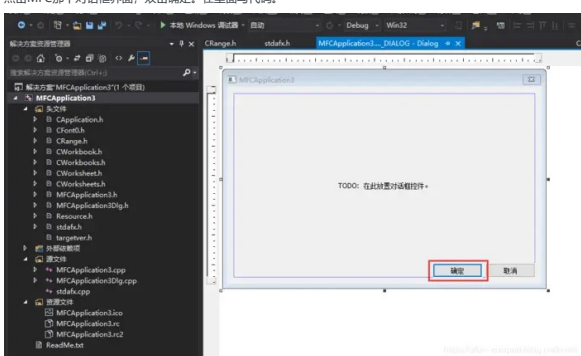 本地 Windows 调试器
自动
Debug
Win32
解决方案资源管理器
CRange.h
stdafx.h
MFCApplication3..._DIALOG - Dialog
搜索解决方案资源管理器(Ctrl+;)
解决方案"MFCApplication3"(1 个项目)
MFCApplication3
头文件
CApplication.h
CFont0.h
CRange.h
CWorkbook.h
CWorkbooks.h
CWorksheet.h
CWorksheets.h
MFCApplication3.h
MFCApplication3Dlg.h
Resource.h
stdafx.h
targetver.h
外部依赖项
源文件
MFCApplication3.cpp
MFCApplication3Dlg.cpp
stdafx.cpp
资源文件
MFCApplication3.ico
MFCApplication3.rc
MFCApplication3.rc2
ReadMe.txt
MFCApplication3
TODO: 在此放置对话框控件。
确定
取消